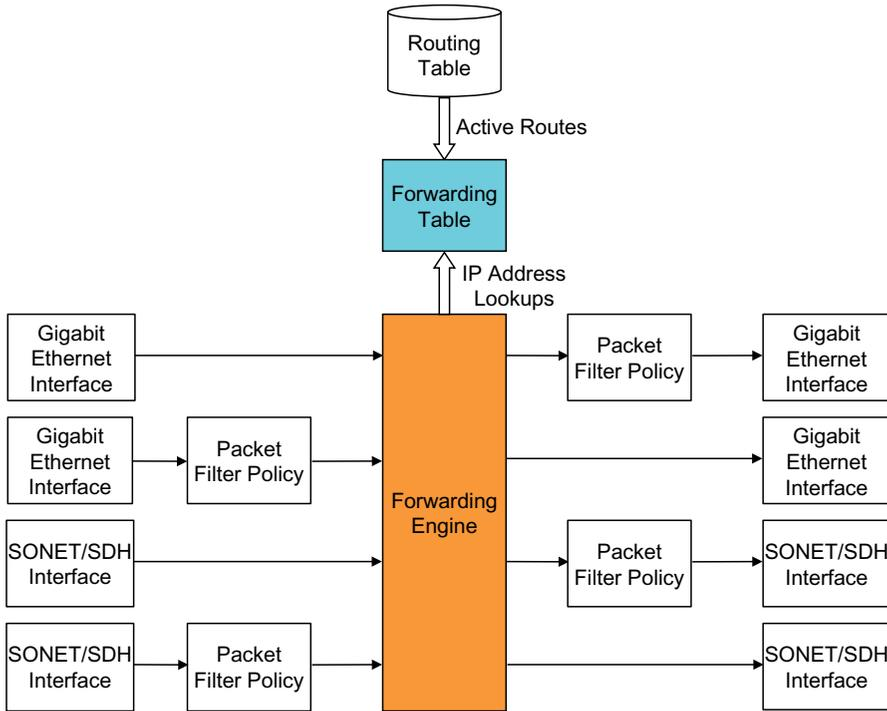 Routing
Table
Active Routes
Forwarding
Table
IP Address
Lookups
Gigabit
Ethernet
Interface
Packet
Filter Policy
Gigabit
Ethernet
Interface
Gigabit
Ethernet
Interface
Packet
Filter Policy
Forwarding
Engine
Gigabit
Ethernet
Interface
SONET/SDH
Interface
Packet
Filter Policy
SONET/SDH
Interface
SONET/SDH
Interface
Packet
Filter Policy
SONET/SDH
Interface